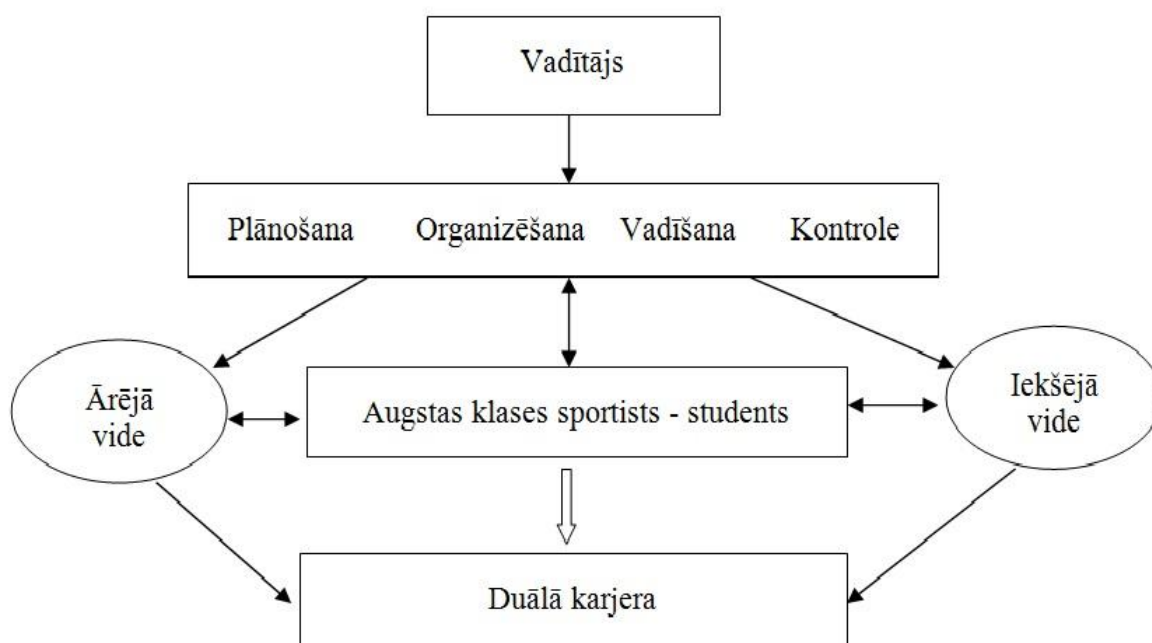 Vadītājs
Plānošana Organizēšana Vadīšana Kontrole
Ārējā
vide
Augstas klases sportists - students
Iekšējā
vide
Duālā karjera